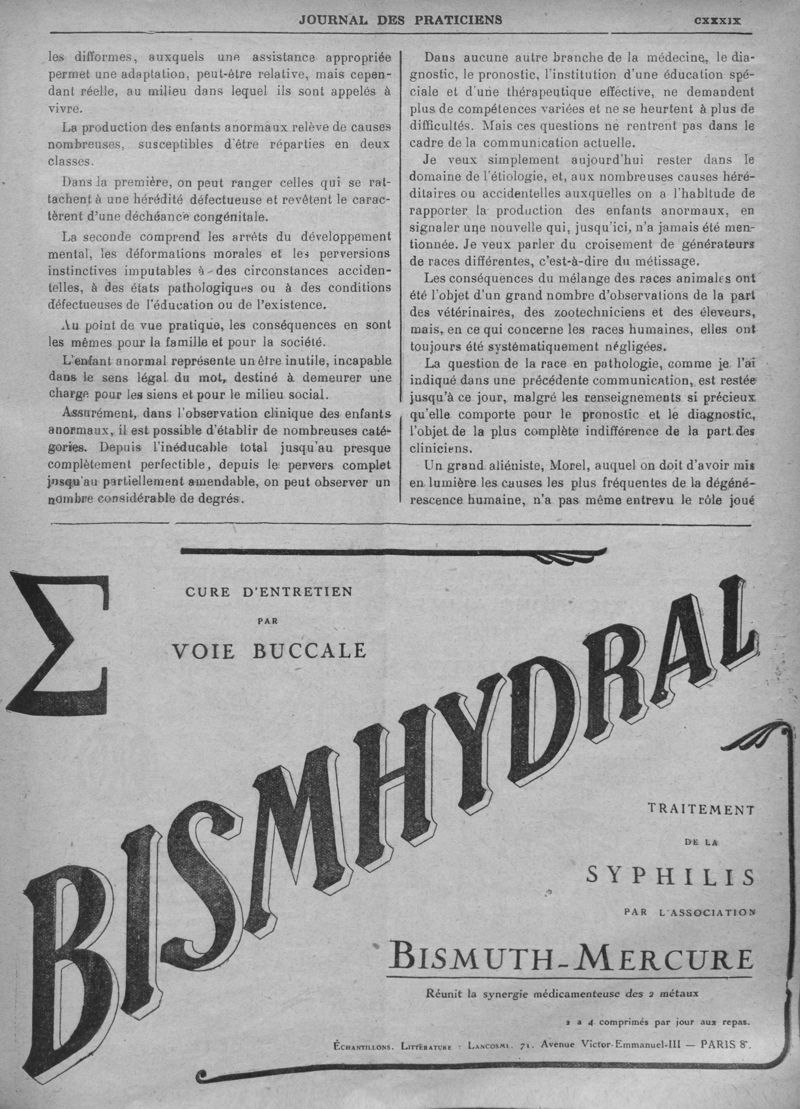 JOURNAL DES PRATICIENS
CXXXIX
les difformes, auxquels une assistance appropriée
permet une adaptation, peut-être relative, mais cepen-
dant réelle, au milieu dans lequel ils sont appelés à
vivre.
La production des enfants anormaux relève de causes
nombreuses, susceptibles d'être réparties en deux
classes.
Dans la première, on peut ranger celles qui se rat-
tachent à une hérédité défectueuse et revêtent le carac-
tèrent d'une déchéance congénitale.
La seconde comprend les arrêts du développement
mental, les déformations morales et les perversions
instinctives imputables à des circonstances acciden-
telles, à des états pathologiques ou à des conditions
défectueuses de l'éducation ou de l'existence.
Au point de vue pratique, les conséquences en sont
les mêmes pour la famille et pour la société.
L'enfant anormal représente un être inutile, incapable
dans le sens légal du mot, destiné à demeurer une
charge pour les siens et pour le milieu social.
Assurément, dans l'observation clinique des enfants
anormaux, il est possible d'établir de nombreuses caté-
gories. Depuis l'inéducable total jusqu'au presque
complètement perfectible, depuis le pervers complet
jusqu'au partiellement amendable, on peut observer un
nombre considérable de degrés.
Dans aucune autre branche de la médecine, le dia-
gnostic, le pronostic, l'institution d'une éducation spé-
ciale et d'une thérapeutique effective, ne demandent
plus de compétences variées et ne se heurtent à plus de
difficultés. Mais ces questions ne rentrent pas dans le
cadre de la communication actuelle.
Je veux simplement aujourd'hui rester dans le
domaine de l'étiologie, et, aux nombreuses causes héré-
ditaires ou accidentelles auxquelles on a l'habitude de
rapporter la production des enfants anormaux, en
signaler une nouvelle qui, jusqu'ici, n'a jamais été men-
tionnée. Je veux parler du croisement de générateurs
de races différentes, c'est-à-dire du métissage.
Les conséquences du mélange des races animales ont
été l'objet d'un grand nombre d'observations de la part
des vétérinaires, des zootechniciens et des éleveurs,
mais, en ce qui concerne les races humaines, elles ont
toujours été systématiquement négligées.
La question de la race en pathologie, comme je l'ai
indiqué dans une précédente communication, est restée
jusqu'à ce jour, malgré les renseignements si précieux
qu'elle comporte pour le pronostic et le diagnostic,
l'objet de la plus complète indifférence de la part des
cliniciens.
Un grand aliéniste, Morel, auquel on doit d'avoir mis
en lumière les causes les plus fréquentes de la dégéné-
rescence humaine, n'a pas même entrevu le rôle joué
Σ
CURE D'ENTRETIEN
PAR
VOIE BUCCALE
BISMHYDRAL
TRAITEMENT
DE LA
SYPHILIS
PAR L'ASSOCIATION
BISMUTH-MERCURE
Réunit la synergie médicamenteuse des 2 métaux
2 a 4 comprimés par jour aux repas.
ÉCHANTILLONS. LITTÉRATURE : LANCOSME. 71. Avenue Victor-Emmanuel-III — PARIS 8e.